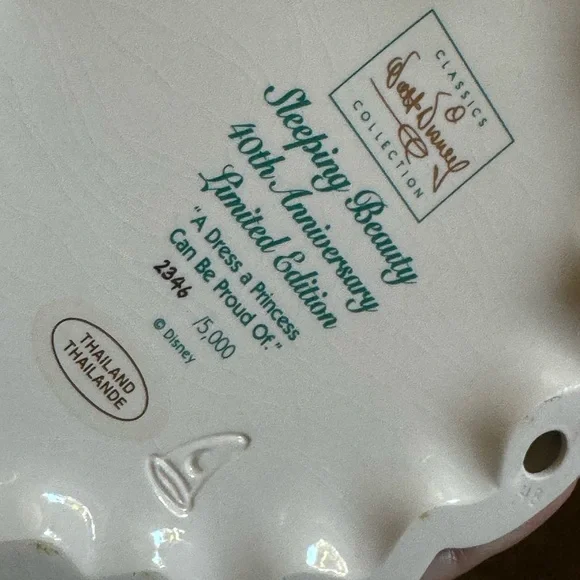 CLASSICS
Walt Disney
COLLECTION
Sleeping Beauty
40th Anniversary
Limited Edition
"A Dress a Princess
Can Be Proud Of."
2346 /5,000
© Disney
THAILAND
THAILANDE